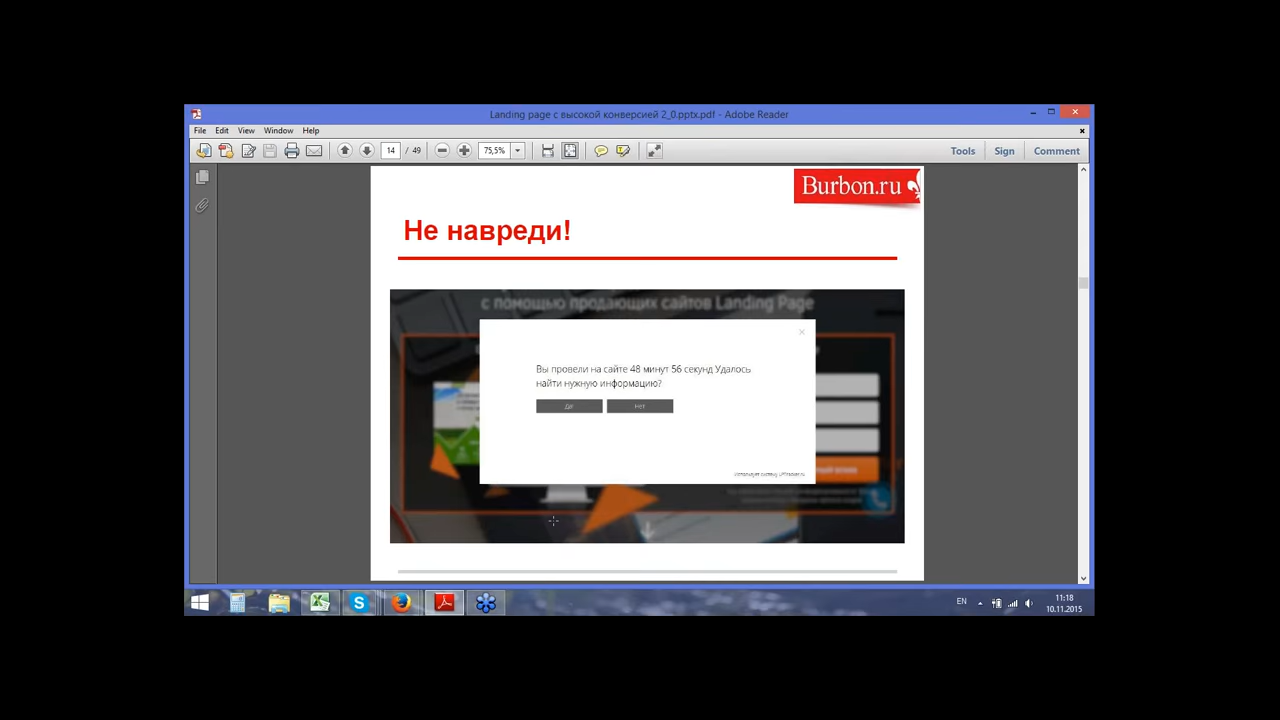 Landing page с высокой конверсией 2_0.pptx.pdf - Adobe Reader
File Edit View Window Help
14 / 49 75,5% Tools Sign Comment
Burbon.ru
Не навреди!
с помощью продающих сайтов Landing Page
Вы провели на сайте 48 минут 56 секунд Удалось
найти нужную информацию?
Да! Нет
EN 11:18
10.11.2015